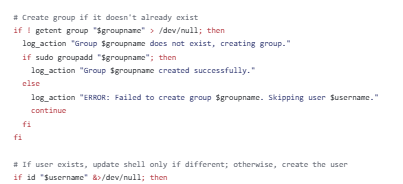 # Create group if it doesn't already exist
if ! getent group "$groupname" > /dev/null; then
  log_action "Group $groupname does not exist, creating group."
  if sudo groupadd "$groupname"; then
    log_action "Group $groupname created successfully."
  else
    log_action "ERROR: Failed to create group $groupname. Skipping user $username."
    continue
  fi
fi

# If user exists, update shell only if different; otherwise, create the user
if id "$username" &>/dev/null; then